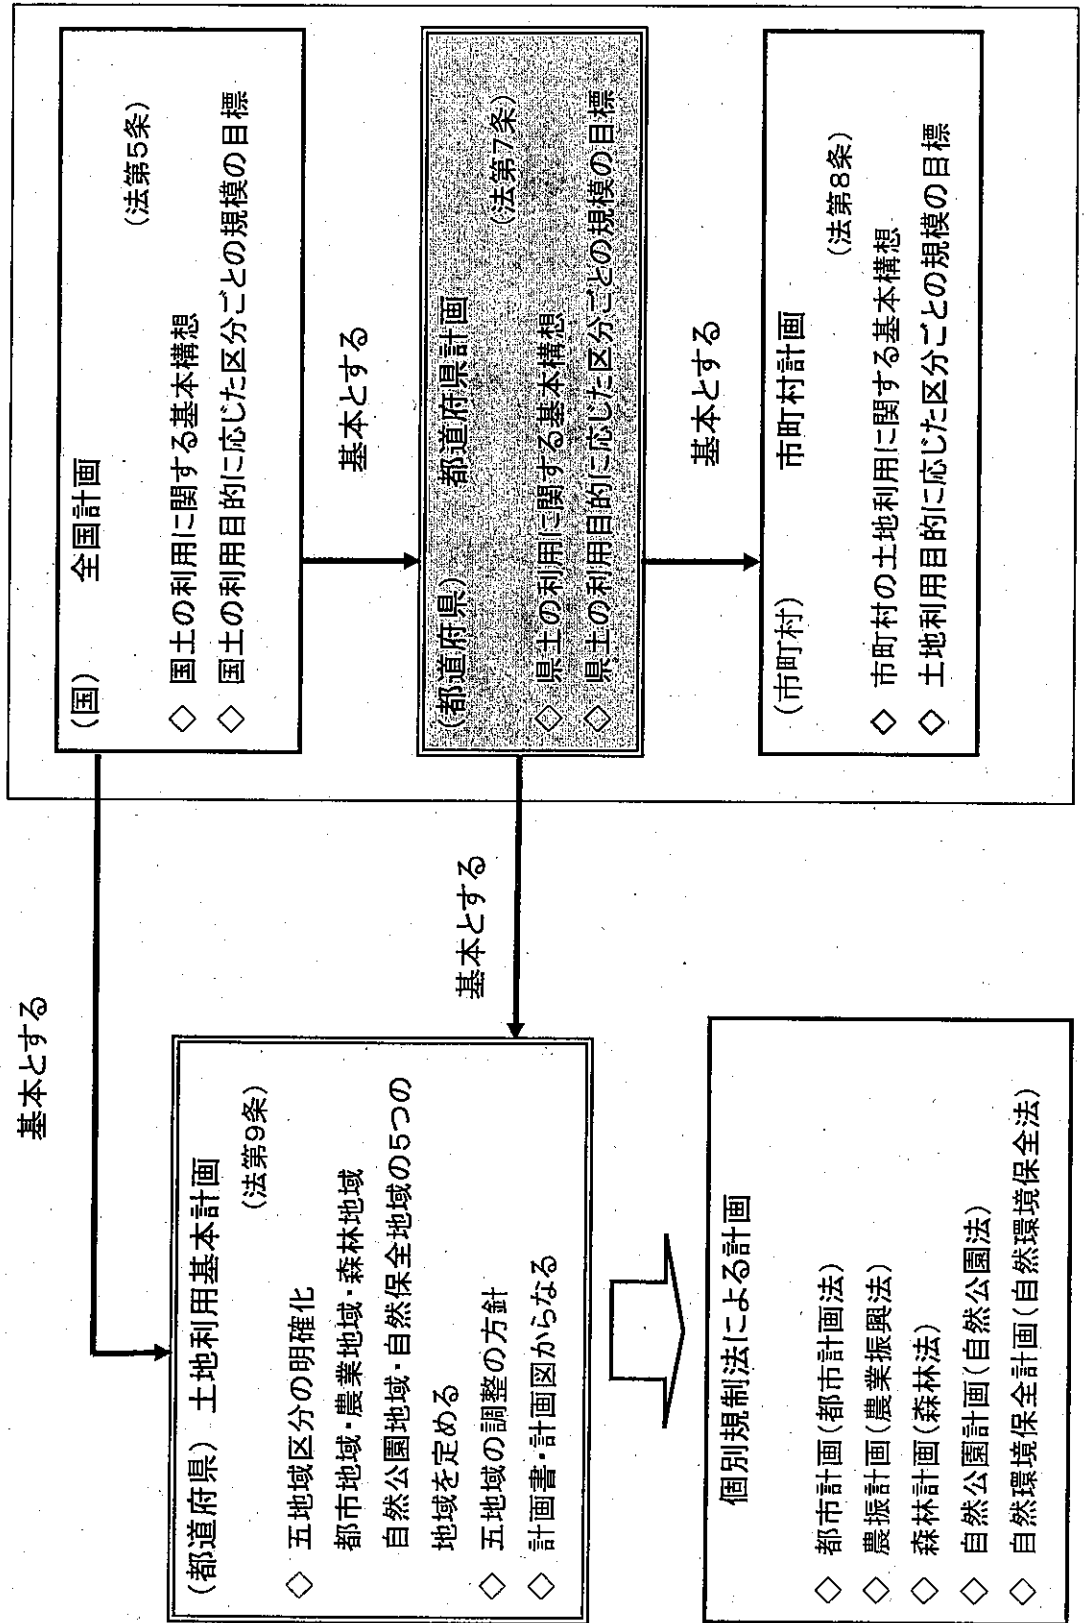 (国)　全国計画
(法第5条)
◇ 国土の利用に関する基本構想
◇ 国土の利用目的に応じた区分ごとの規模の目標
基本とする
(都道府県)　都道府県計画
(法第7条)
◇ 県土の利用に関する基本構想
◇ 県土の利用目的に応じた区分ごとの規模の目標
基本とする
(市町村)　市町村計画
(法第8条)
◇ 市町村の土地利用に関する基本構想
◇ 土地利用目的に応じた区分ごとの規模の目標
基本とする
基本とする
(都道府県)　土地利用基本計画
(法第9条)
◇ 五地域区分の明確化
都市地域・農業地域・森林地域
自然公園地域・自然保全地域の5つの
地域を定める
◇ 五地域の調整の方針
◇ 計画書・計画図からなる
個別規制法による計画
◇ 都市計画(都市計画法)
◇ 農振計画(農業振興法)
◇ 森林計画(森林法)
◇ 自然公園計画(自然公園法)
◇ 自然環境保全計画(自然環境保全法)